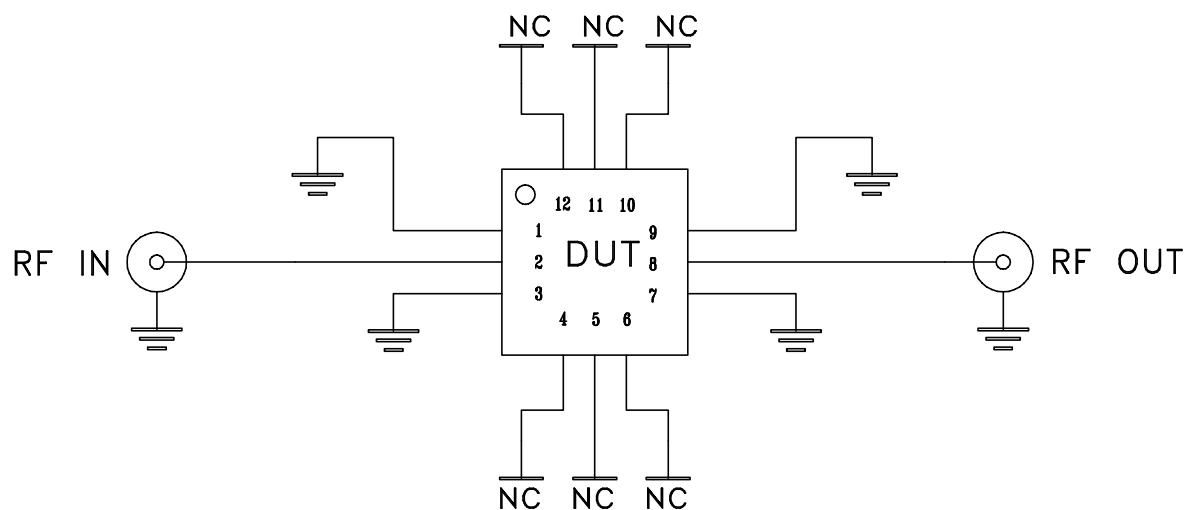 NC NC NC
12 11 10
1 9
RF IN 2 DUT 8 RF OUT
3 7
4 5 6
NC NC NC